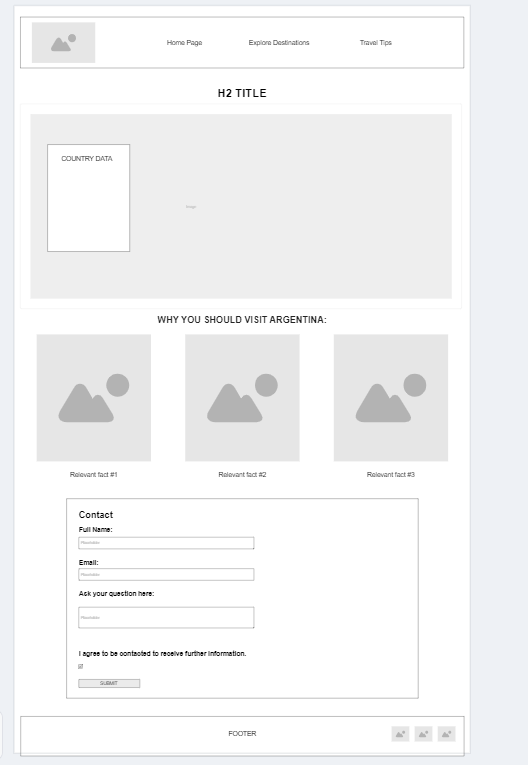 Home Page Explore Destinations Travel Tips
H2 TITLE
COUNTRY DATA
Image
WHY YOU SHOULD VISIT ARGENTINA:
Relevant fact #1 Relevant fact #2 Relevant fact #3
Contact
Full Name:
Placeholder
Email:
Placeholder
Ask your question here:
Placeholder
I agree to be contacted to receive further information.
SUBMIT
FOOTER